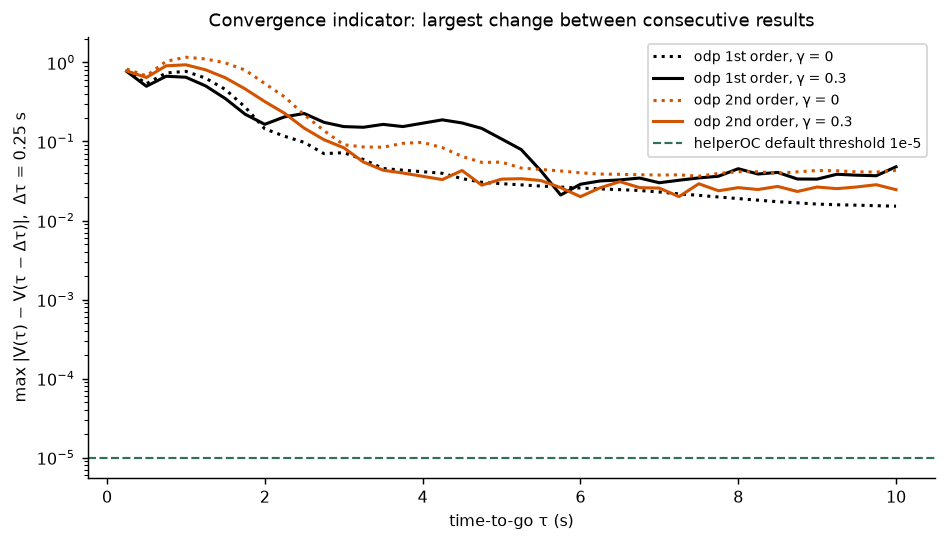 Convergence indicator: largest change between consecutive results
odp 1st order, γ = 0
odp 1st order, γ = 0.3
odp 2nd order, γ = 0
odp 2nd order, γ = 0.3
helperOC default threshold 1e-5
max |V(τ) − V(τ − Δτ)|, Δτ = 0.25 s
10⁰
10⁻¹
10⁻²
10⁻³
10⁻⁴
10⁻⁵
0 2 4 6 8 10
time-to-go τ (s)